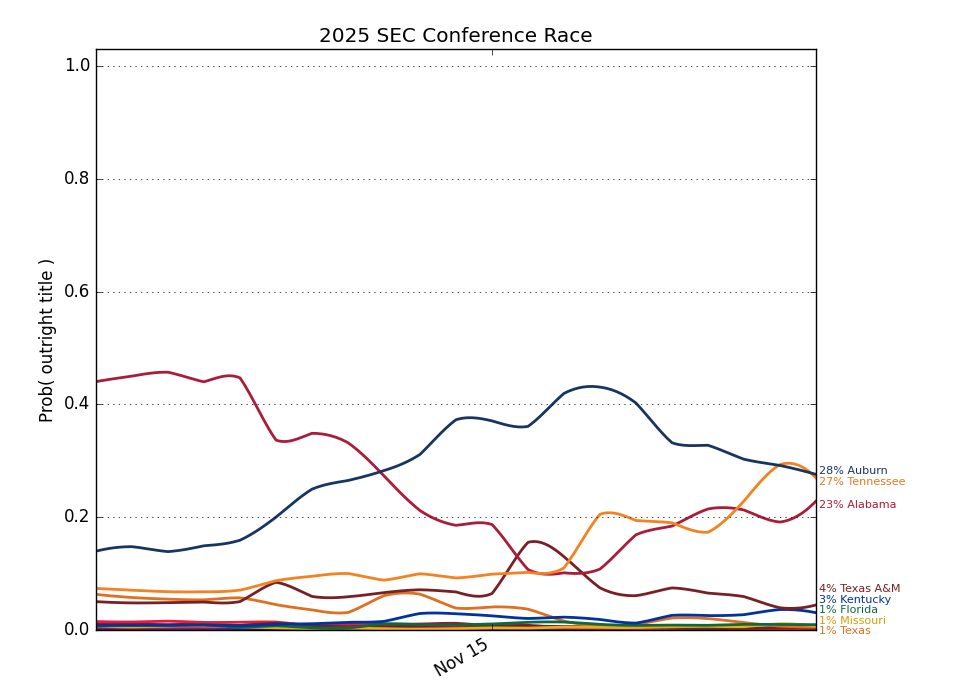 2025 SEC Conference Race
Prob( outright title )
1.0
0.8
0.6
0.4
0.2
0.0
Nov 15
28% Auburn
27% Tennessee
23% Alabama
4% Texas A&M
3% Kentucky
1% Florida
1% Missouri
1% Texas